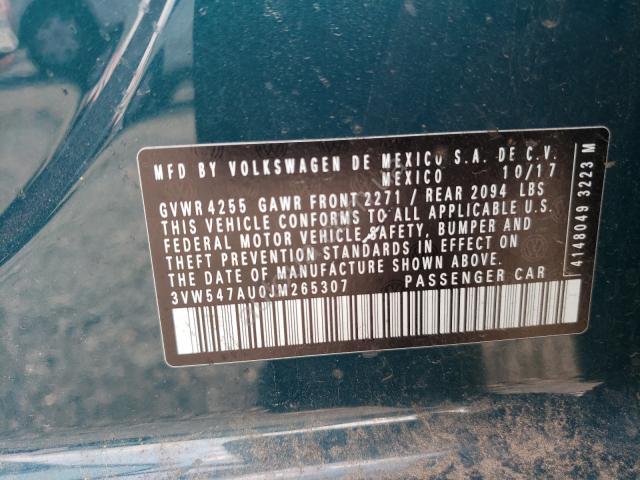 MFD BY VOLKSWAGEN DE MEXICO S.A. DE C.V.
MEXICO 10/17
GVWR 4255 GAWR FRONT 2271 / REAR 2094 LBS
THIS VEHICLE CONFORMS TO ALL APPLICABLE U.S.
FEDERAL MOTOR VEHICLE SAFETY, BUMPER AND
THEFT PREVENTION STANDARDS IN EFFECT ON
THE DATE OF MANUFACTURE SHOWN ABOVE.
3VW547AU0JM265307 PASSENGER CAR
4148049 3223 M